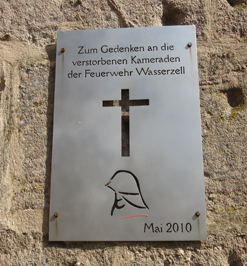 Zum Gedenken an die
verstorbenen Kameraden
der Feuerwehr Wasserzell
Mai 2010